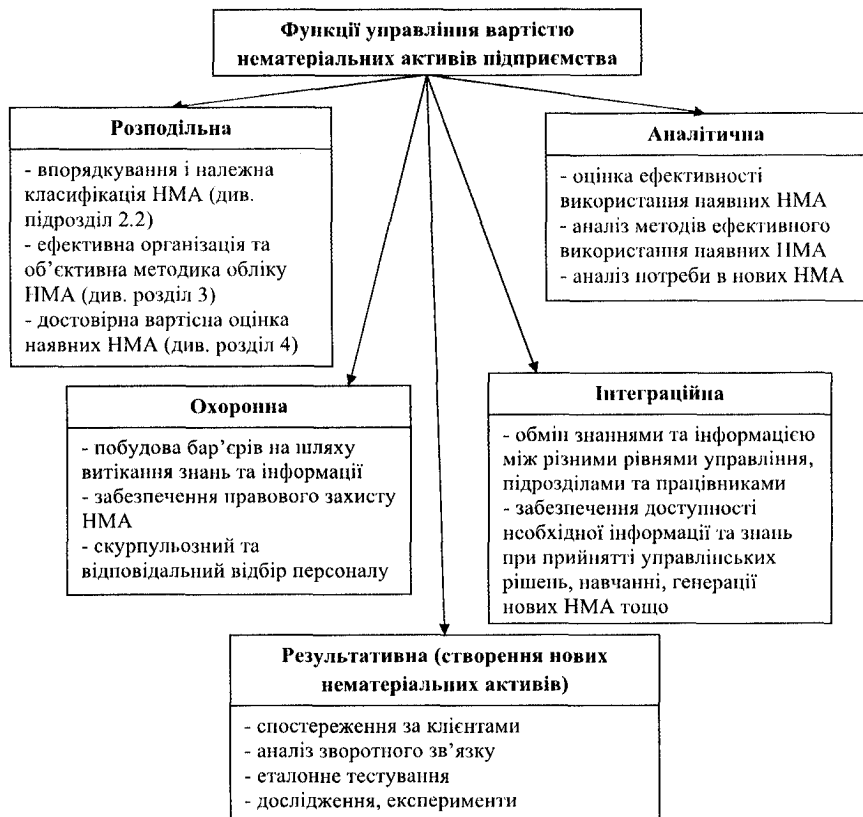 Функції управління вартістю
нематеріальних активів підприємства
Розподільна
- впорядкування і належна
класифікація НМА (див.
підрозділ 2.2)
- ефективна організація та
об’єктивна методика обліку
НМА (див. розділ 3)
- достовірна вартісна оцінка
наявних НМА (див. розділ 4)
Аналітична
- оцінка ефективності
використання наявних НМА
- аналіз методів ефективного
використання наявних НМА
- аналіз потреби в нових НМА
Охоронна
- побудова бар’єрів на шляху
витікання знань та інформації
- забезпечення правового захисту
НМА
- скурпульозний та
відповідальний відбір персоналу
Інтеграційна
- обмін знаннями та інформацією
між різними рівнями управління,
підрозділами та працівниками
- забезпечення доступності
необхідної інформації та знань
при прийнятті управлінських
рішень, навчанні, генерації
нових НМА тощо
Результативна (створення нових
нематеріальних активів)
- спостереження за клієнтами
- аналіз зворотного зв’язку
- еталонне тестування
- дослідження, експерименти